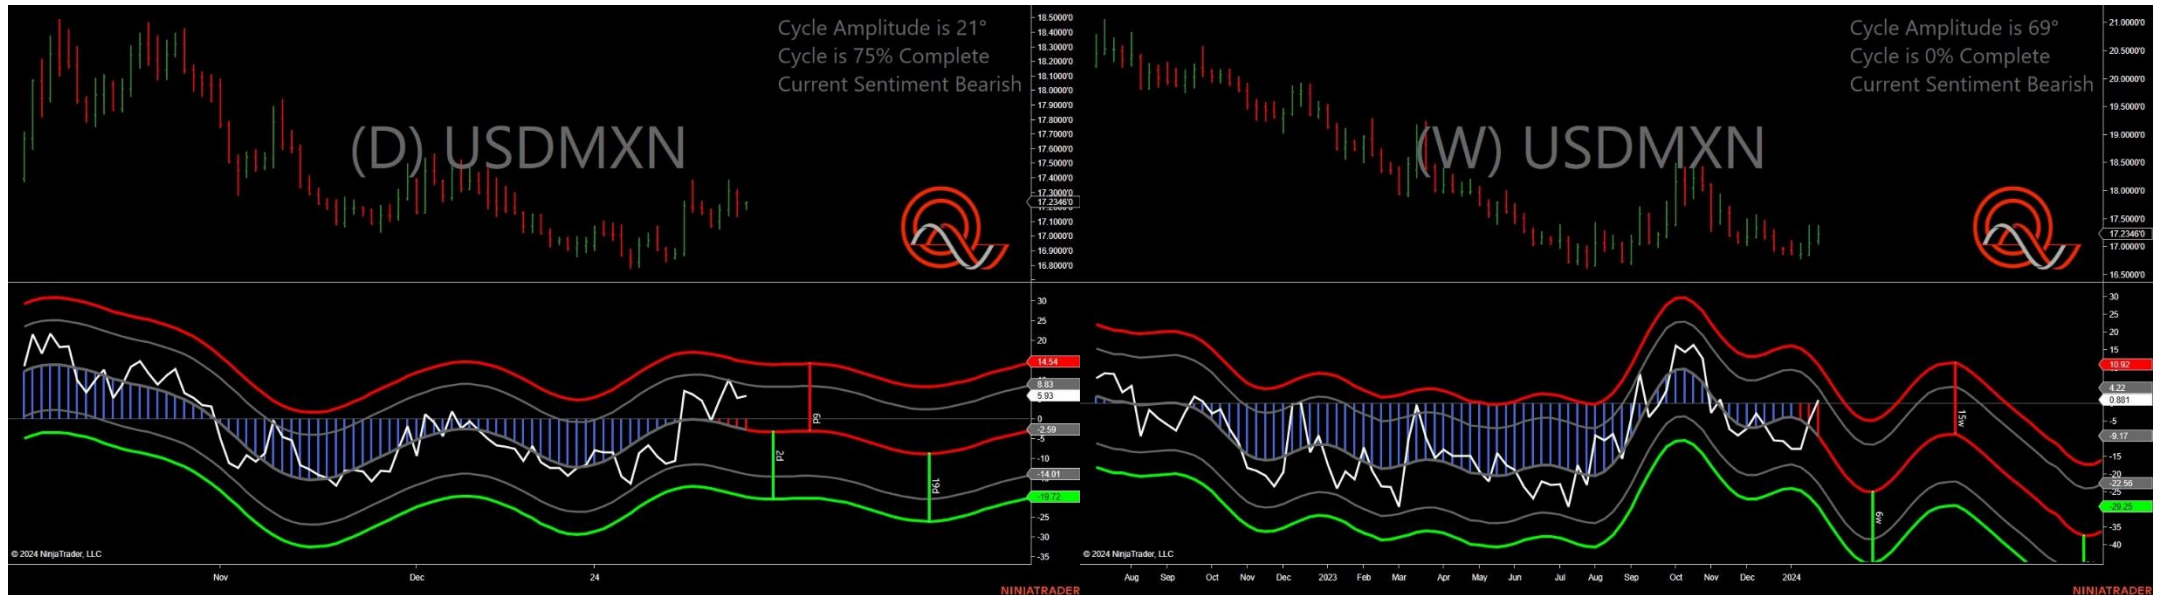 Cycle Amplitude is 21°
Cycle is 75% Complete
Current Sentiment Bearish
(D) USDMXN
18.5000'0
18.4000'0
18.3000'0
18.2000'0
18.1000'0
18.0000'0
17.9000'0
17.8000'0
17.7000'0
17.6000'0
17.5000'0
17.4000'0
17.3000'0
17.2346'0
17.1000'0
17.0000'0
16.9000'0
16.8000'0
30
25
20
14.54
8.83
5.93
0
-2.59
-5
-10
-14.01
-19.72
-25
-30
-35
6d
2d
19d
© 2024 NinjaTrader, LLC
Nov
Dec
24
NINJATRADER
Cycle Amplitude is 69°
Cycle is 0% Complete
Current Sentiment Bearish
(W) USDMXN
21.0000'0
20.5000'0
20.0000'0
19.5000'0
19.0000'0
18.5000'0
18.0000'0
17.5000'0
17.2346'0
17.0000'0
16.5000'0
30
25
20
15
10.92
4.22
0.881
-5
-9.17
-15
-20
-22.56
-25
-29.25
-35
-40
15w
6w
© 2024 NinjaTrader, LLC
Aug
Sep
Oct
Nov
Dec
2023
Feb
Mar
Apr
May
Jun
Jul
Aug
Sep
Oct
Nov
Dec
2024
NINJATRADER